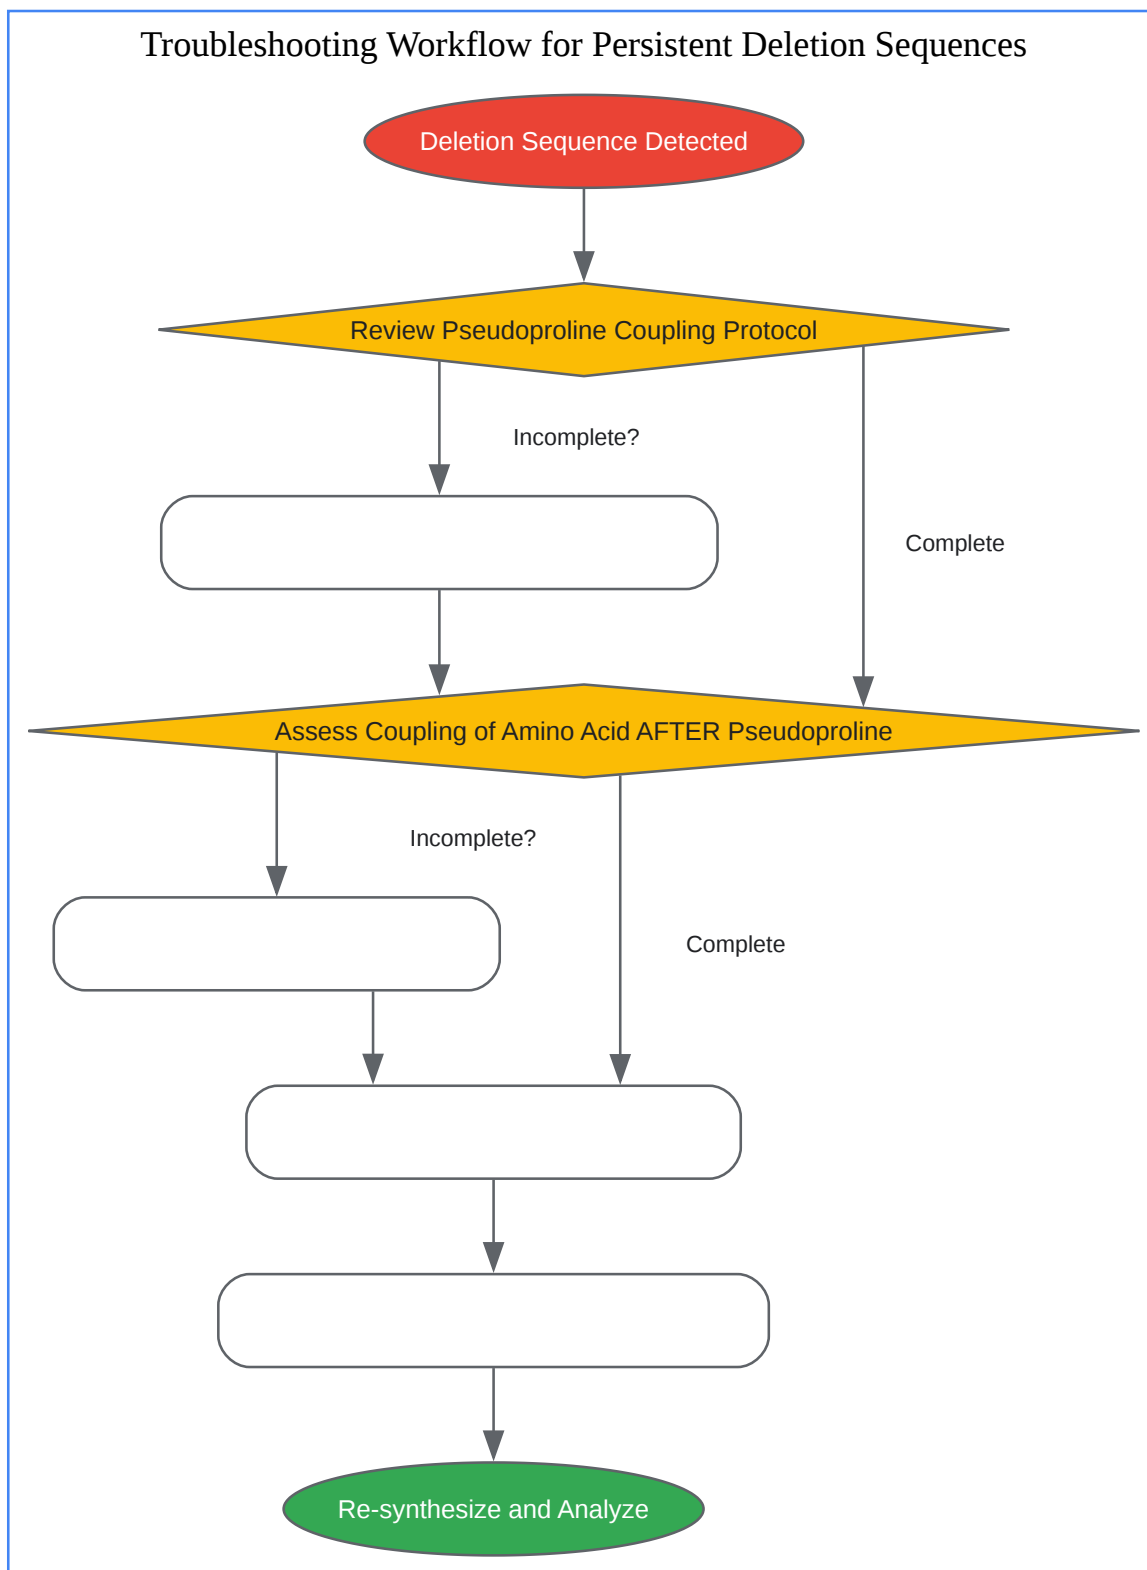 Troubleshooting Workflow for Persistent Deletion Sequences
Deletion Sequence Detected
Review Pseudoproline Coupling Protocol
Incomplete?
Complete
Assess Coupling of Amino Acid AFTER Pseudoproline
Incomplete?
Complete
Re-synthesize and Analyze